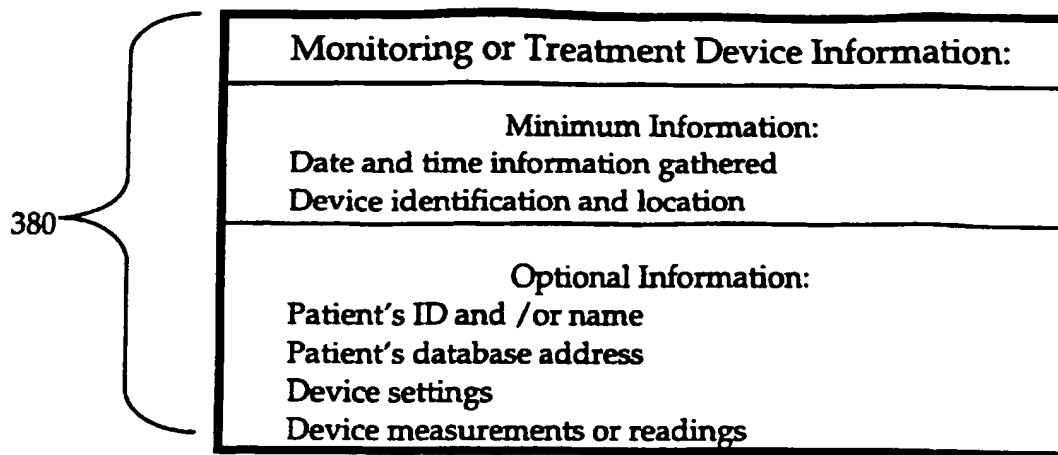 Monitoring or Treatment Device Information:
Minimum Information:
Date and time information gathered
Device identification and location
380
Optional Information:
Patient's ID and /or name
Patient's database address
Device settings
Device measurements or readings